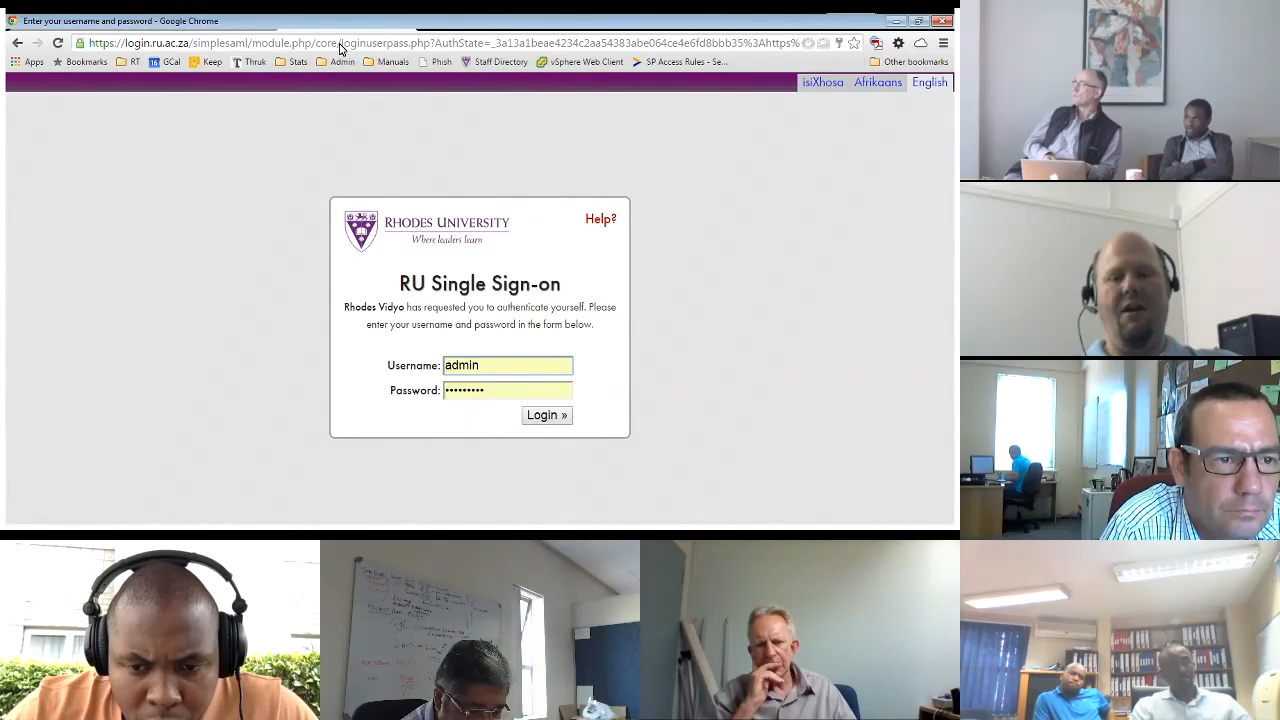 Enter your username and password - Google Chrome
https://login.ru.ac.za/simplesaml/module.php/core/loginuserpass.php?AuthState=_3a13a1beae4234c2aa54383abe064ce4e6fd8bbb35%3Ahttps%
Apps Bookmarks RT GCal Keep Thruk Stats Admin Manuals Phish Staff Directory vSphere Web Client SP Access Rules - Se... Other bookmarks
isiXhosa Afrikaans English
RHODES UNIVERSITY
Where leaders learn
Help?
RU Single Sign-on
Rhodes Vidyo has requested you to authenticate yourself. Please
enter your username and password in the form below.
Username: admin
Password: •••••••••
Login »